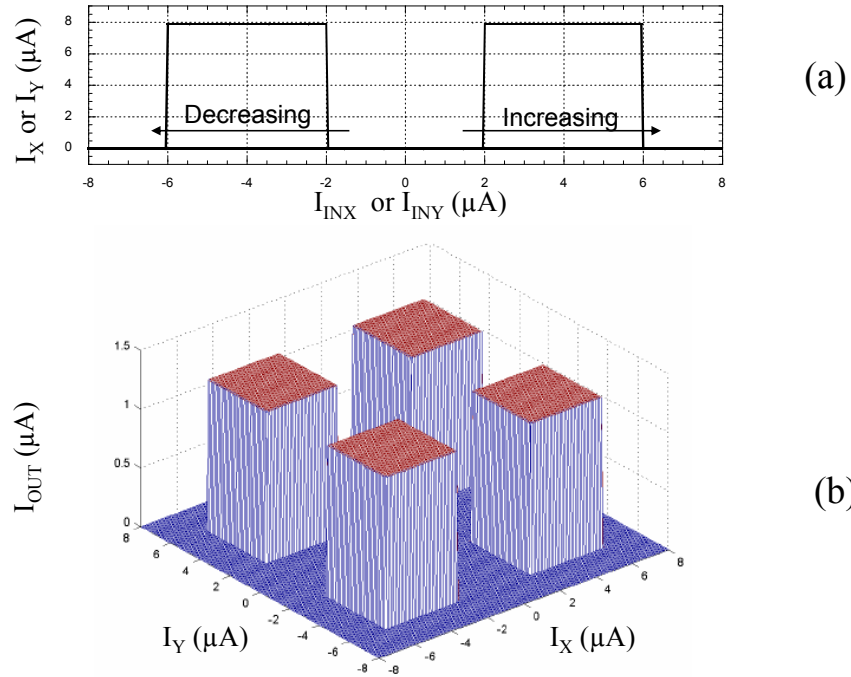 8
6
4
2
0
I_X or I_Y (µA)
Decreasing
Increasing
(a)
-8 -6 -4 -2 0 2 4 6 8
I_INX or I_INY (µA)
1.5
1
0.5
0
I_OUT (µA)
(b)
8 6 4 2 0 -2 -4 -6 -8
I_Y (µA)
-8 -6 -4 -2 0 2 4 6 8
I_X (µA)